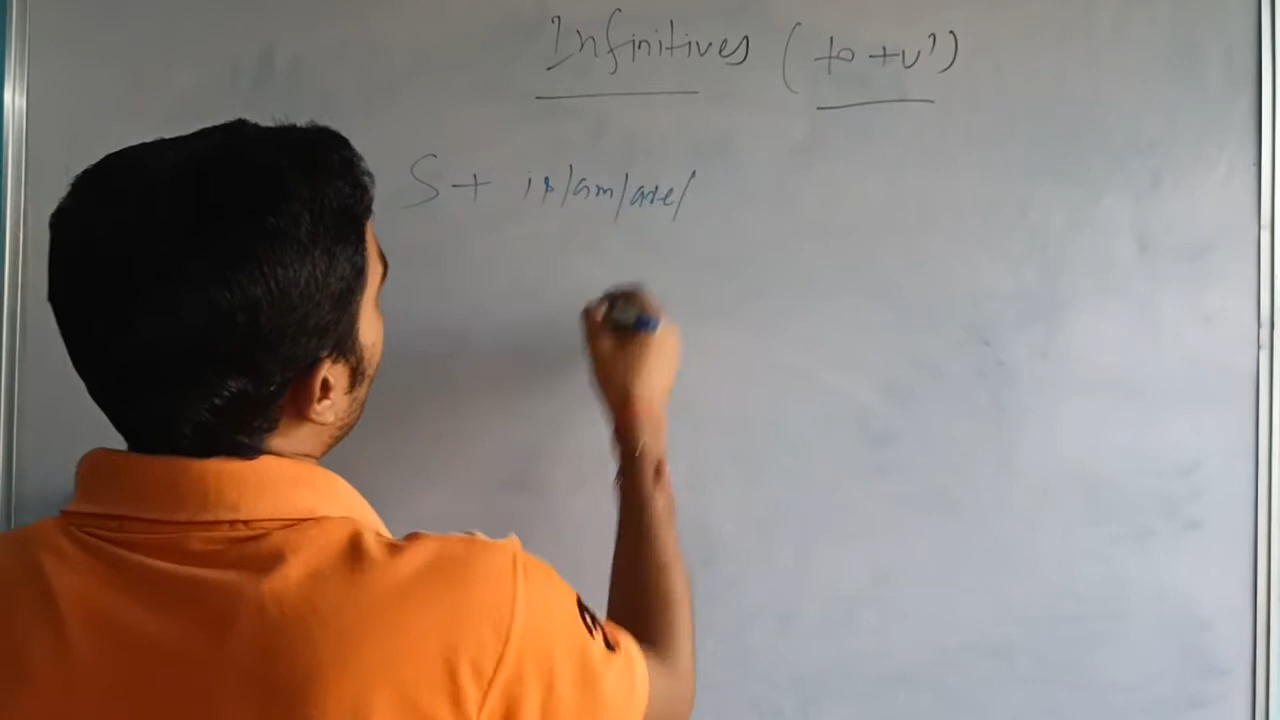 Infinitives (to + v¹)
S + is/am/are/